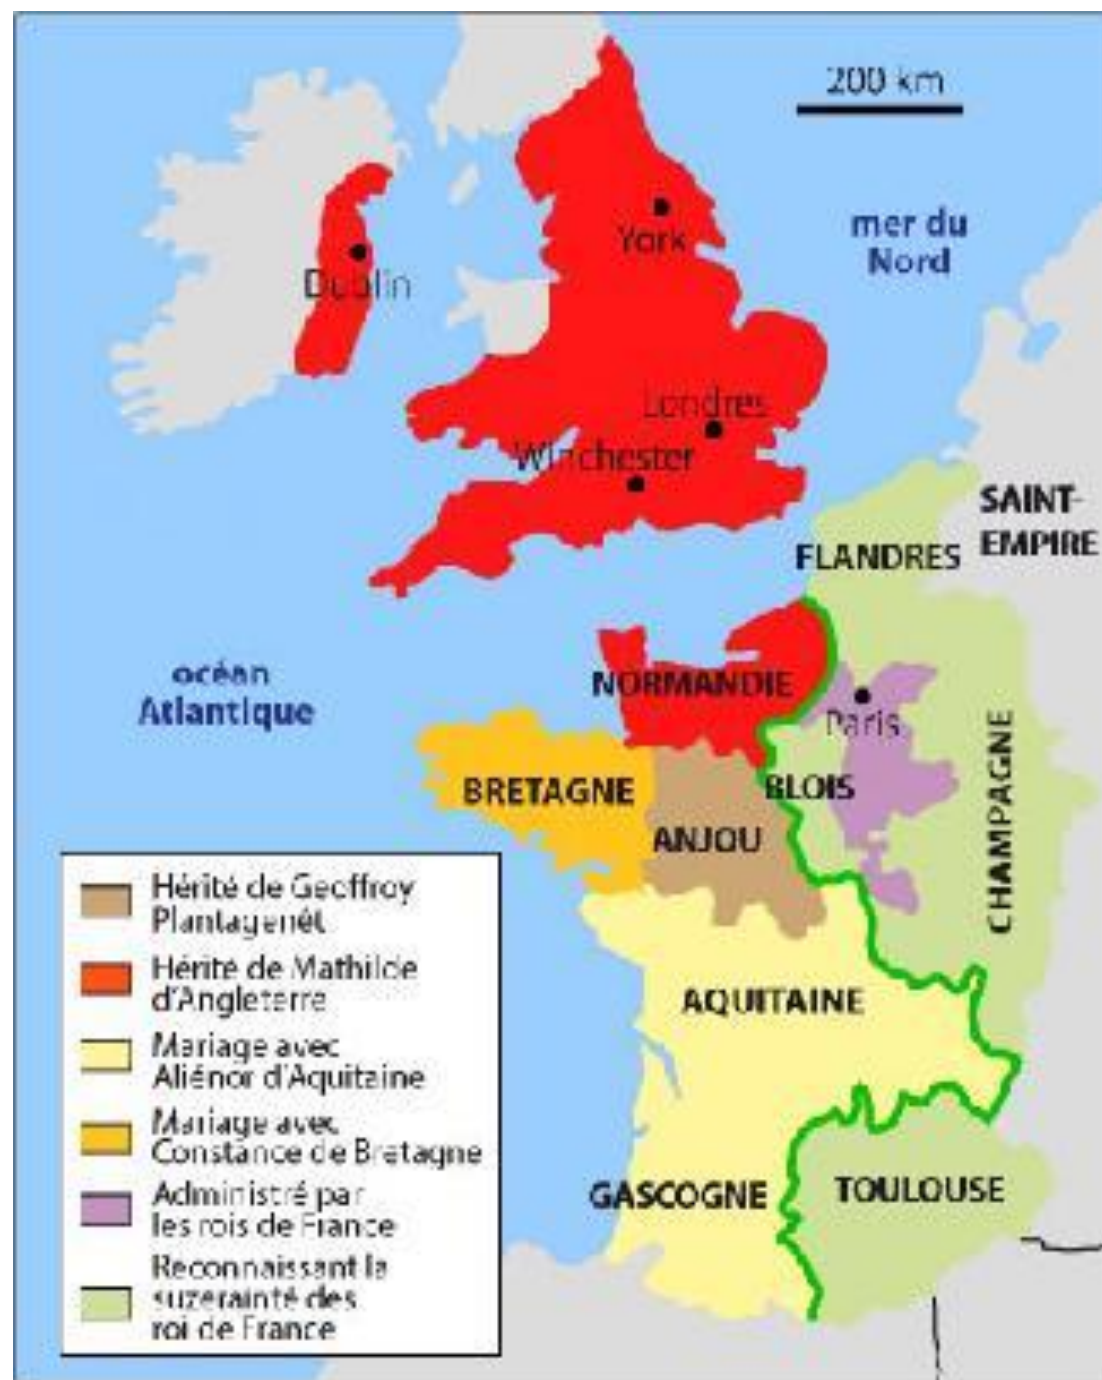 200 km
mer du
Nord
York
Dublin
Londres
Winchester
SAINT-
EMPIRE
FLANDRES
océan
Atlantique
NORMANDIE
Paris
BRETAGNE
BLOIS
ANJOU
CHAMPAGNE
AQUITAINE
GASCOGNE
TOULOUSE
Hérité de Geoffroy
Plantagenêt
Hérité de Mathilde
d'Angleterre
Mariage avec
Aliénor d'Aquitaine
Mariage avec
Constance de Bretagne
Administré par
les rois de France
Reconnaissant la
suzerainté des
roi de France